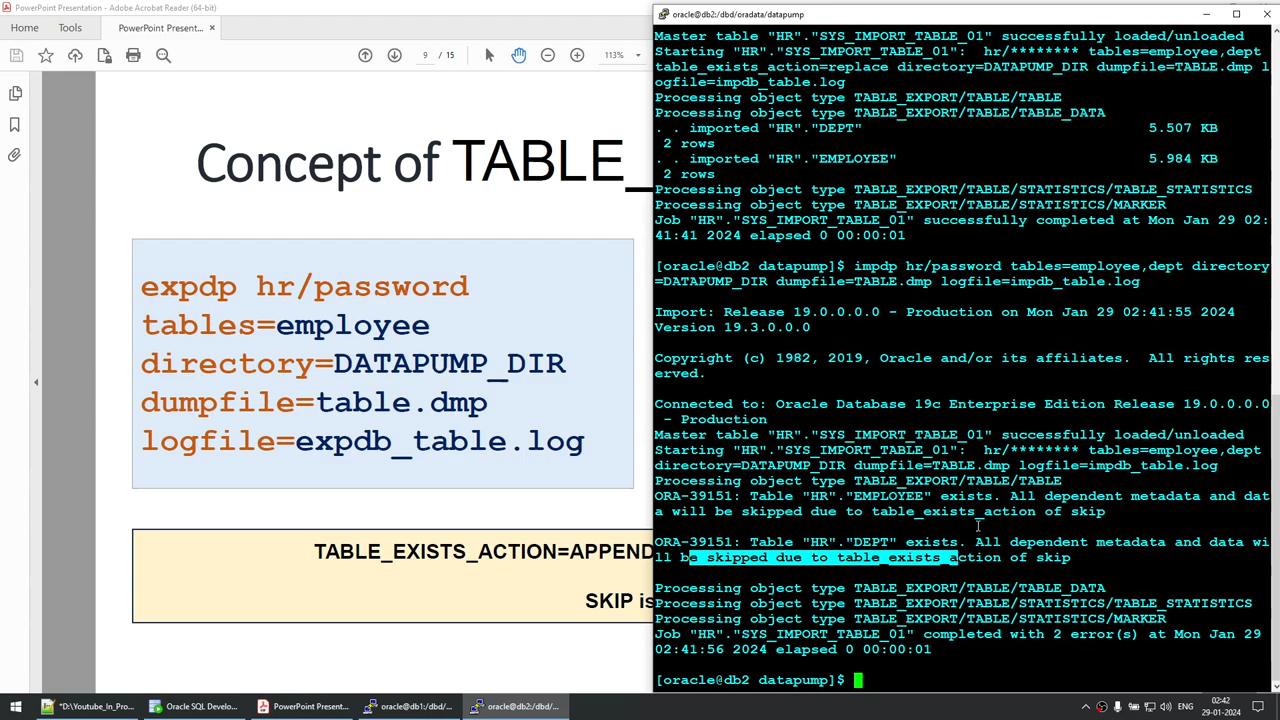 PowerPoint Presentation.pdf - Adobe Acrobat Reader (64-bit)
Home
Tools
PowerPoint Present...
9 / 15
113%
Concept of TABLE_
expdp hr/password
tables=employee
directory=DATAPUMP_DIR
dumpfile=table.dmp
logfile=expdb_table.log
TABLE_EXISTS_ACTION=APPEND
SKIP is
oracle@db2:/dbd/oradata/datapump
Master table "HR"."SYS_IMPORT_TABLE_01" successfully loaded/unloaded
Starting "HR"."SYS_IMPORT_TABLE_01":  hr/******** tables=employee,dept
table_exists_action=replace directory=DATAPUMP_DIR dumpfile=TABLE.dmp l
ogfile=impdb_table.log
Processing object type TABLE_EXPORT/TABLE/TABLE
Processing object type TABLE_EXPORT/TABLE/TABLE_DATA
. . imported "HR"."DEPT" 5.507 KB
2 rows
. . imported "HR"."EMPLOYEE" 5.984 KB
2 rows
Processing object type TABLE_EXPORT/TABLE/STATISTICS/TABLE_STATISTICS
Processing object type TABLE_EXPORT/TABLE/STATISTICS/MARKER
Job "HR"."SYS_IMPORT_TABLE_01" successfully completed at Mon Jan 29 02:
41:41 2024 elapsed 0 00:00:01
[oracle@db2 datapump]$ impdp hr/password tables=employee,dept directory
=DATAPUMP_DIR dumpfile=TABLE.dmp logfile=impdb_table.log
Import: Release 19.0.0.0.0 - Production on Mon Jan 29 02:41:55 2024
Version 19.3.0.0.0
Copyright (c) 1982, 2019, Oracle and/or its affiliates.  All rights res
erved.
Connected to: Oracle Database 19c Enterprise Edition Release 19.0.0.0.0
- Production
Master table "HR"."SYS_IMPORT_TABLE_01" successfully loaded/unloaded
Starting "HR"."SYS_IMPORT_TABLE_01":  hr/******** tables=employee,dept
directory=DATAPUMP_DIR dumpfile=TABLE.dmp logfile=impdb_table.log
Processing object type TABLE_EXPORT/TABLE/TABLE
ORA-39151: Table "HR"."EMPLOYEE" exists. All dependent metadata and dat
a will be skipped due to table_exists_action of skip
ORA-39151: Table "HR"."DEPT" exists. All dependent metadata and data wi
ll be skipped due to table_exists_action of skip
Processing object type TABLE_EXPORT/TABLE/TABLE_DATA
Processing object type TABLE_EXPORT/TABLE/STATISTICS/TABLE_STATISTICS
Processing object type TABLE_EXPORT/TABLE/STATISTICS/MARKER
Job "HR"."SYS_IMPORT_TABLE_01" completed with 2 error(s) at Mon Jan 29
02:41:56 2024 elapsed 0 00:00:01
[oracle@db2 datapump]$
*D:\Youtube_In_Pro...
Oracle SQL Develo...
PowerPoint Present...
oracle@db1:/dbd/...
oracle@db2:/dbd/...
ENG
02:42
29-01-2024